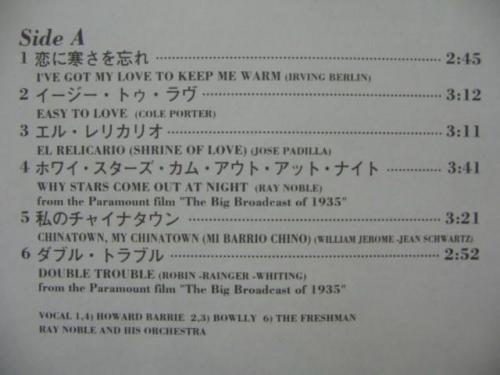 Side A
1 恋に寒さを忘れ 2:45
I'VE GOT MY LOVE TO KEEP ME WARM (IRVING BERLIN)
2 イージー・トゥ・ラヴ 3:12
EASY TO LOVE (COLE PORTER)
3 エル・レリカリオ 3:11
EL RELICARIO (SHRINE OF LOVE) (JOSE PADILLA)
4 ホワイ・スターズ・カム・アウト・アット・ナイト 3:41
WHY STARS COME OUT AT NIGHT (RAY NOBLE)
from the Paramount film "The Big Broadcast of 1935"
5 私のチャイナタウン 3:21
CHINATOWN, MY CHINATOWN (MI BARRIO CHINO) (WILLIAM JEROME -JEAN SCHWARTZ)
6 ダブル・トラブル 2:52
DOUBLE TROUBLE (ROBIN -RAINGER -WHITING)
from the Paramount film "The Big Broadcast of 1935"
VOCAL 1,4) HOWARD BARRIE 2,3) BOWLLY 6) THE FRESHMAN
RAY NOBLE AND HIS ORCHESTRA